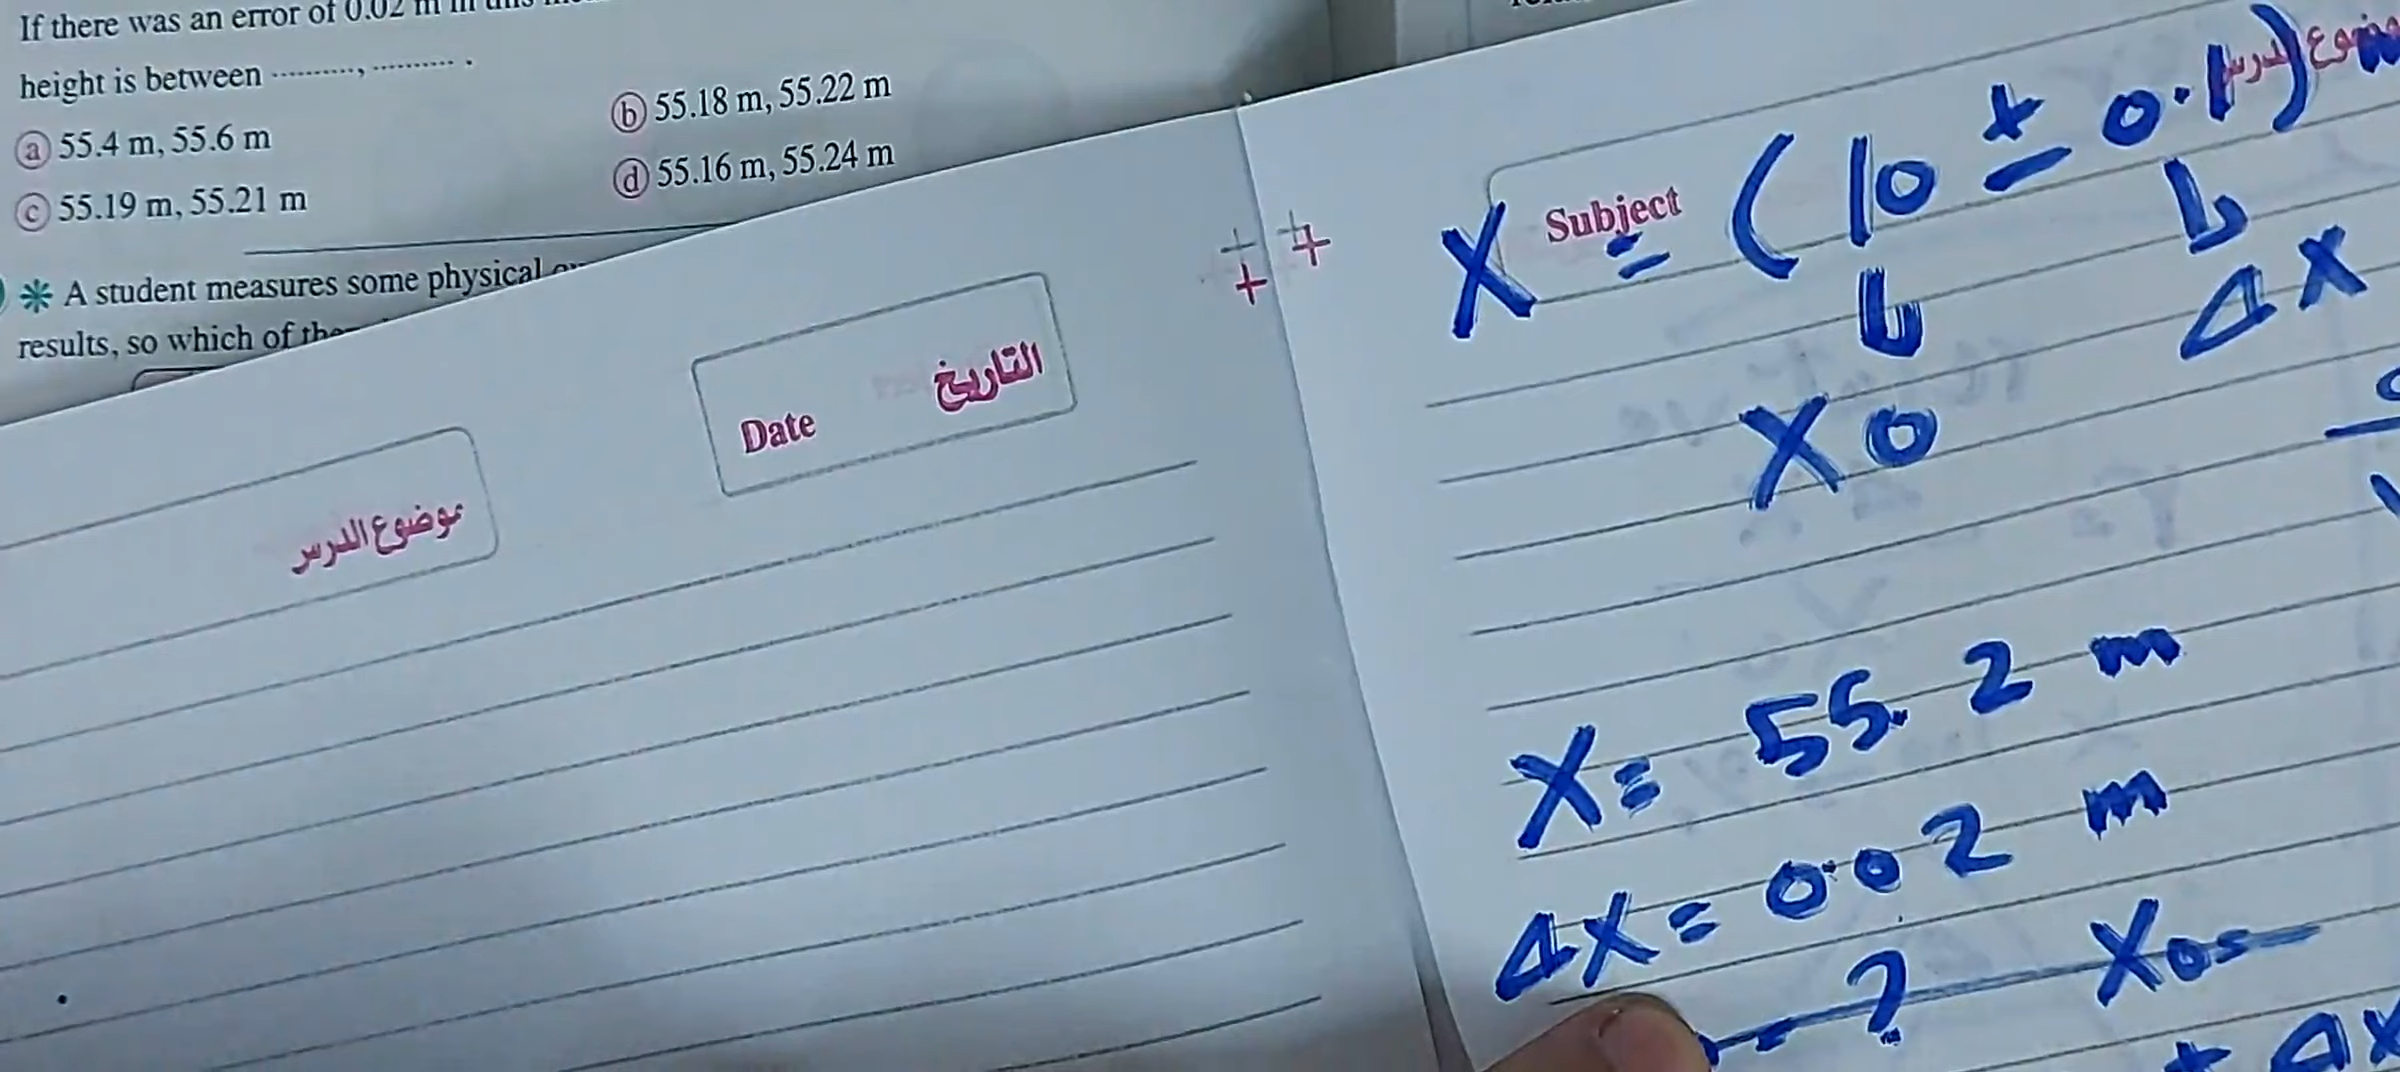 If there was an error of 0.02 m in this
height is between .........., .......... .
ⓐ 55.4 m, 55.6 m
ⓑ 55.18 m, 55.22 m
ⓒ 55.19 m, 55.21 m
ⓓ 55.16 m, 55.24 m
* A student measures some physical
results, so which of the
Date
التاريخ
موضوع الدرس
Subject
موضوع الدرس
X = (10 ± 0.1)
Δx
X0
X = 55.2 m
ΔX = 0.02 m
= ? X0 =
+ Δx